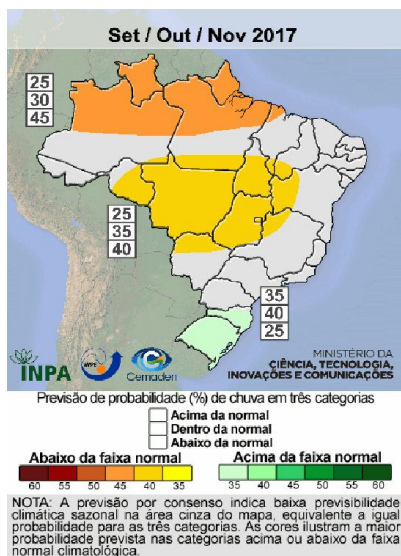 Set / Out / Nov 2017
25
30
45
25
35
40
35
40
25
INPA
INPE
Cemaden
MINISTÉRIO DA
CIÊNCIA, TECNOLOGIA,
INOVAÇÕES E COMUNICAÇÕES
Previsão de probabilidade (%) de chuva em três categorias
Acima da normal
Dentro da normal
Abaixo da normal
Abaixo da faixa normal
Acima da faixa normal
60 55 50 45 40 35
35 40 45 50 55 60
NOTA: A previsão por consenso indica baixa previsibilidade
climática sazonal na área cinza do mapa, equivalente a igual
probabilidade para as três categorias. As cores ilustram a maior
probabilidade prevista nas categorias acima ou abaixo da faixa
normal climatológica.